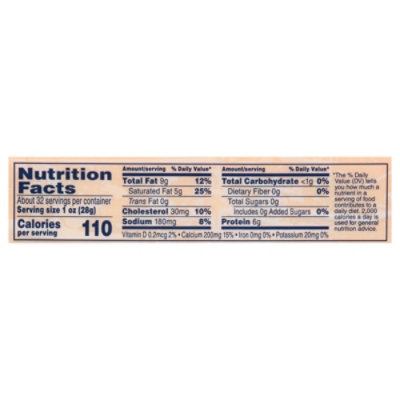 Nutrition
Facts
About 32 servings per container
Serving size 1 oz (28g)
Calories
per serving 110
Amount/serving % Daily Value*
Total Fat 9g 12%
Saturated Fat 5g 25%
Trans Fat 0g
Cholesterol 30mg 10%
Sodium 180mg 8%
Amount/serving % Daily Value*
Total Carbohydrate <1g 0%
Dietary Fiber 0g 0%
Total Sugars 0g
Includes 0g Added Sugars 0%
Protein 6g
Vitamin D 0.2mcg 2% • Calcium 200mg 15% • Iron 0mg 0% • Potassium 20mg 0%
*The % Daily
Value (DV) tells
you how much a
nutrient in a
serving of food
contributes to a
daily diet. 2,000
calories a day is
used for general
nutrition advice.